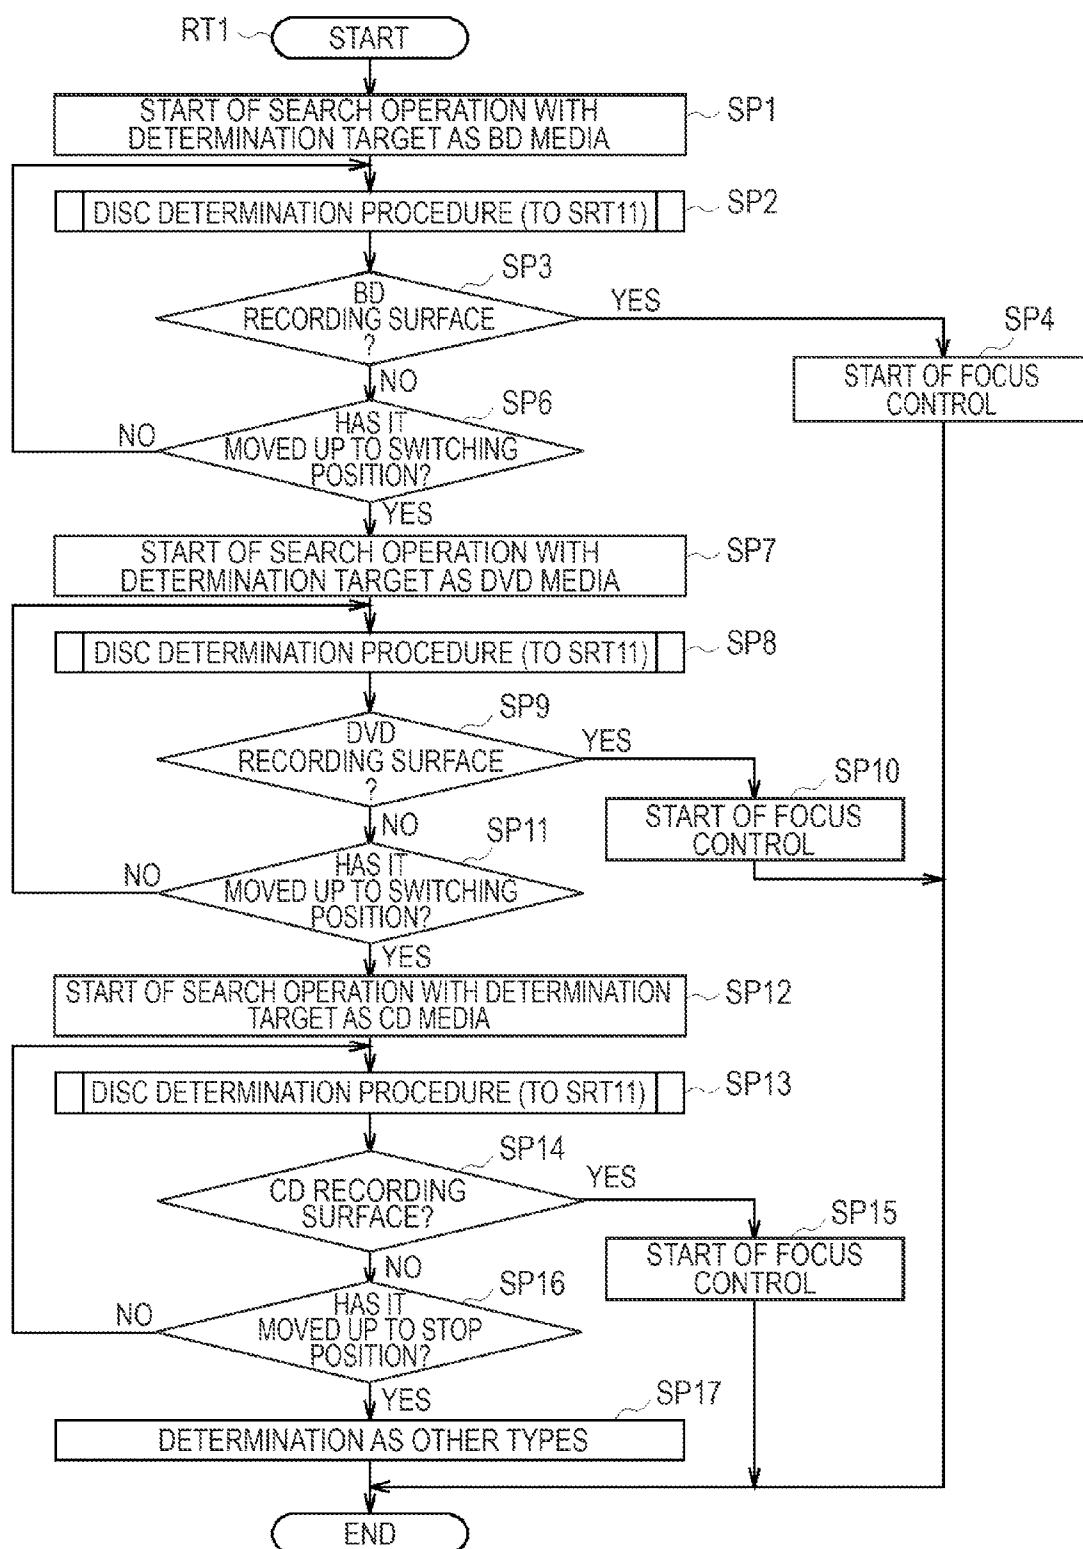 RT1
START
START OF SEARCH OPERATION WITH
DETERMINATION TARGET AS BD MEDIA
SP1
DISC DETERMINATION PROCEDURE (TO SRT11)
SP2
SP3
BD
RECORDING SURFACE
?
YES
SP4
START OF FOCUS
CONTROL
NO
SP6
HAS IT
MOVED UP TO SWITCHING
POSITION?
NO
YES
START OF SEARCH OPERATION WITH
DETERMINATION TARGET AS DVD MEDIA
SP7
DISC DETERMINATION PROCEDURE (TO SRT11)
SP8
SP9
DVD
RECORDING SURFACE
?
YES
SP10
START OF FOCUS
CONTROL
NO
SP11
HAS IT
MOVED UP TO SWITCHING
POSITION?
NO
YES
START OF SEARCH OPERATION WITH DETERMINATION
TARGET AS CD MEDIA
SP12
DISC DETERMINATION PROCEDURE (TO SRT11)
SP13
SP14
CD RECORDING
SURFACE?
YES
SP15
START OF FOCUS
CONTROL
NO
SP16
HAS IT
MOVED UP TO STOP
POSITION?
NO
YES
SP17
DETERMINATION AS OTHER TYPES
END